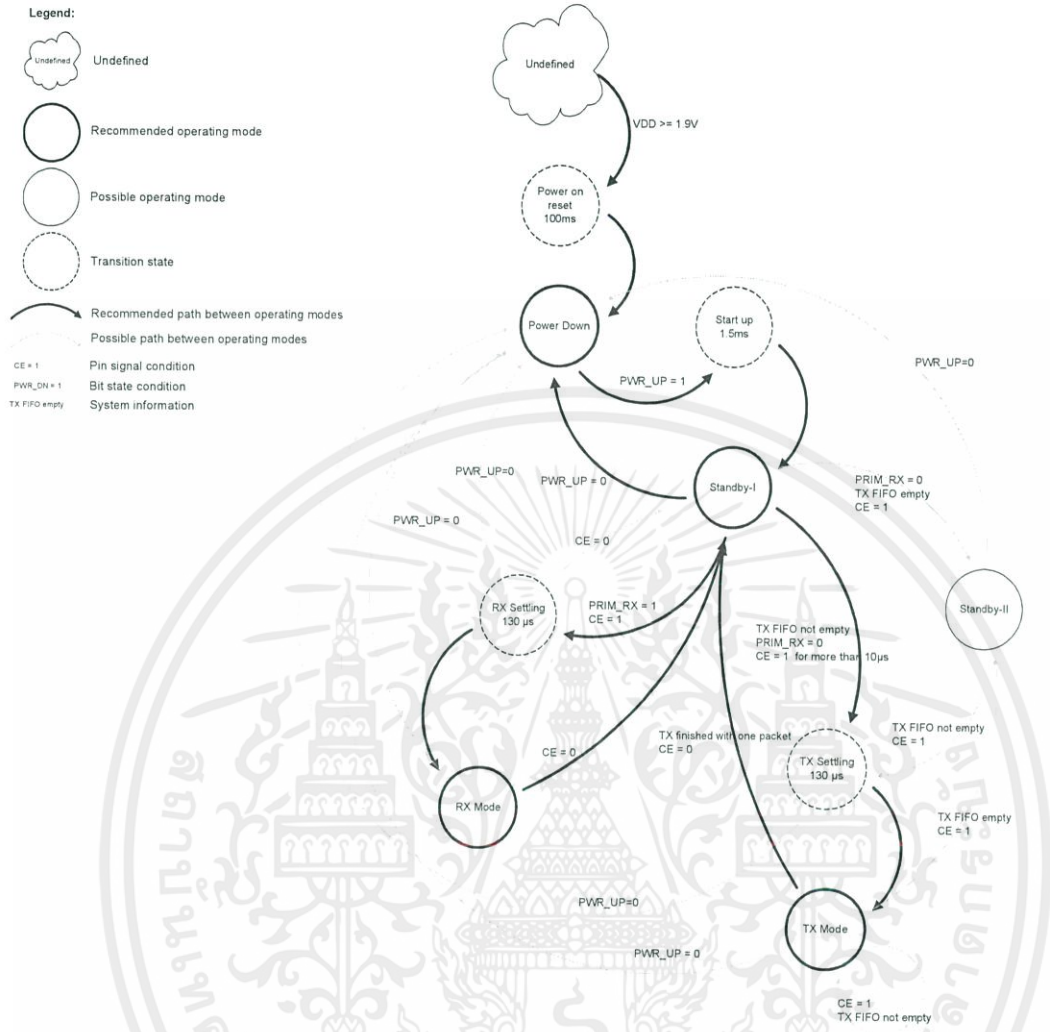 Legend:
Undefined
Undefined
Recommended operating mode
Possible operating mode
Transition state
Recommended path between operating modes
Possible path between operating modes
CE = 1
Pin signal condition
PWR_DN = 1
Bit state condition
TX FIFO empty
System information
Undefined
VDD >= 1.9V
Power on
reset
100ms
Power Down
Start up
1.5ms
PWR_UP = 1
PWR_UP=0
PWR_UP=0
PWR_UP = 0
Standby-I
PRIM_RX = 0
TX FIFO empty
CE = 1
PWR_UP = 0
CE = 0
RX Settling
130 µs
PRIM_RX = 1
CE = 1
Standby-II
TX FIFO not empty
PRIM_RX = 0
CE = 1 for more than 10µs
TX FIFO not empty
CE = 1
TX finished with one packet
CE = 0
CE = 0
TX Settling
130 µs
RX Mode
TX FIFO empty
CE = 1
PWR_UP=0
TX Mode
PWR_UP = 0
CE = 1
TX FIFO not empty